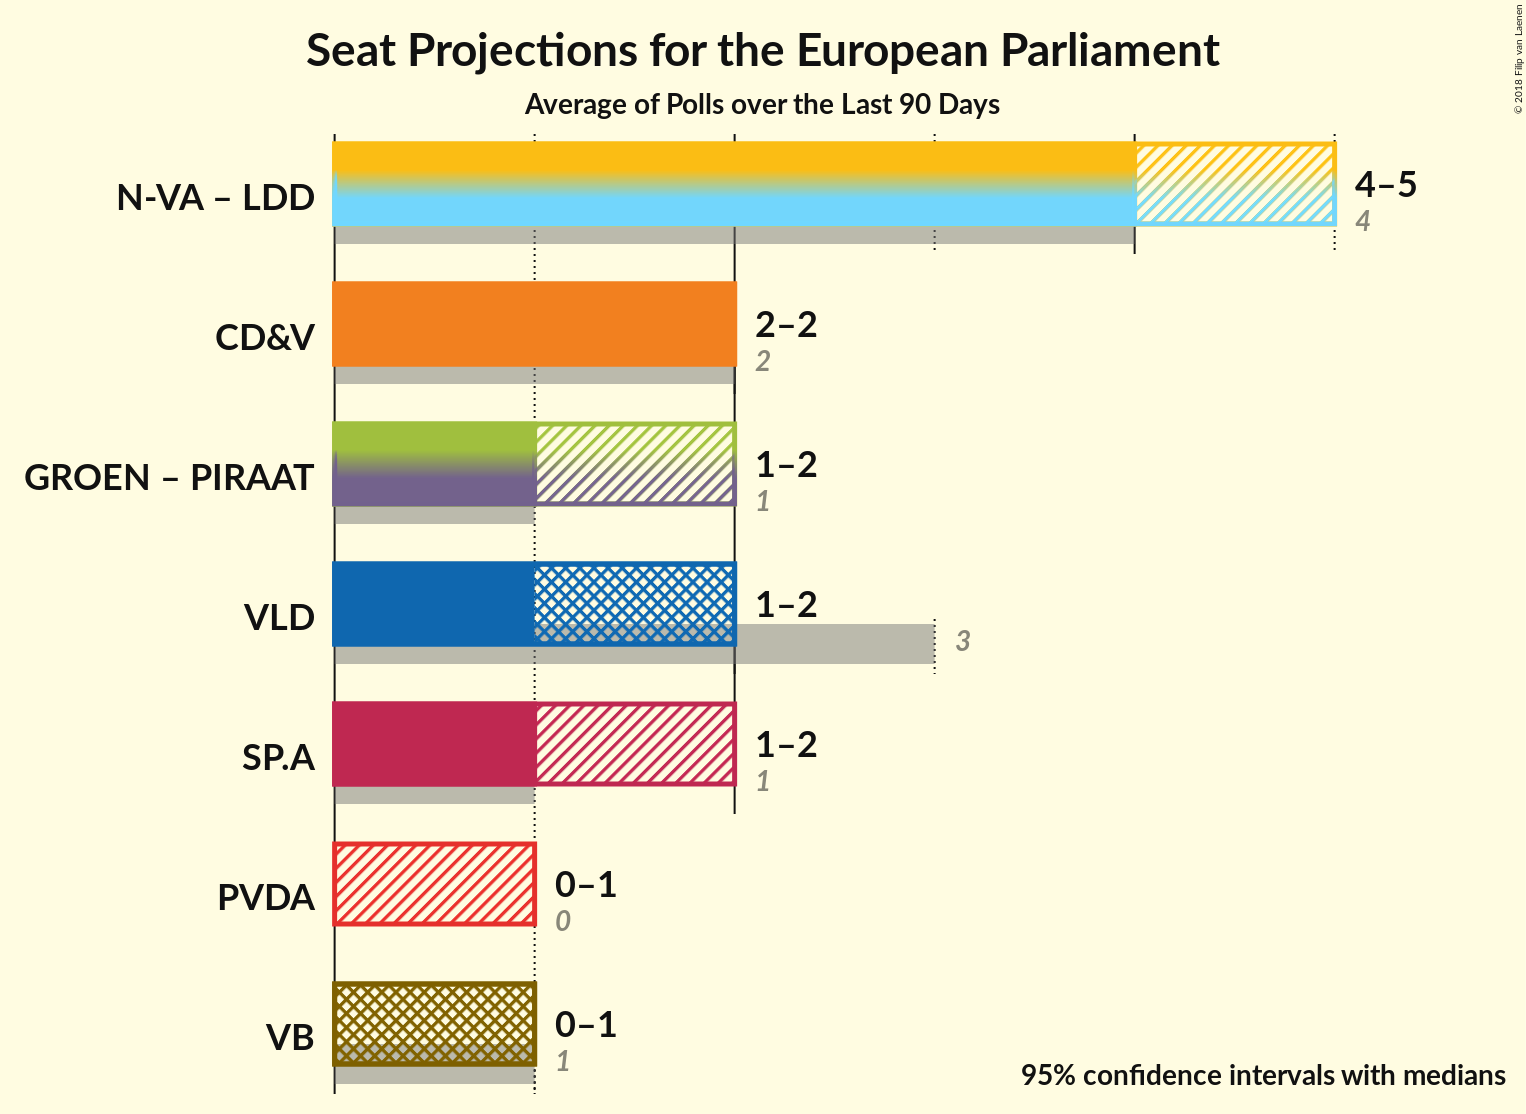 Seat Projections for the European Parliament
Average of Polls over the Last 90 Days
© 2018 Filip van Laenen
N-VA – LDD
4–5
4
CD&V
2–2
2
GROEN – PIRAAT
1–2
1
VLD
1–2
3
SP.A
1–2
1
PVDA
0–1
0
VB
0–1
1
95% confidence intervals with medians